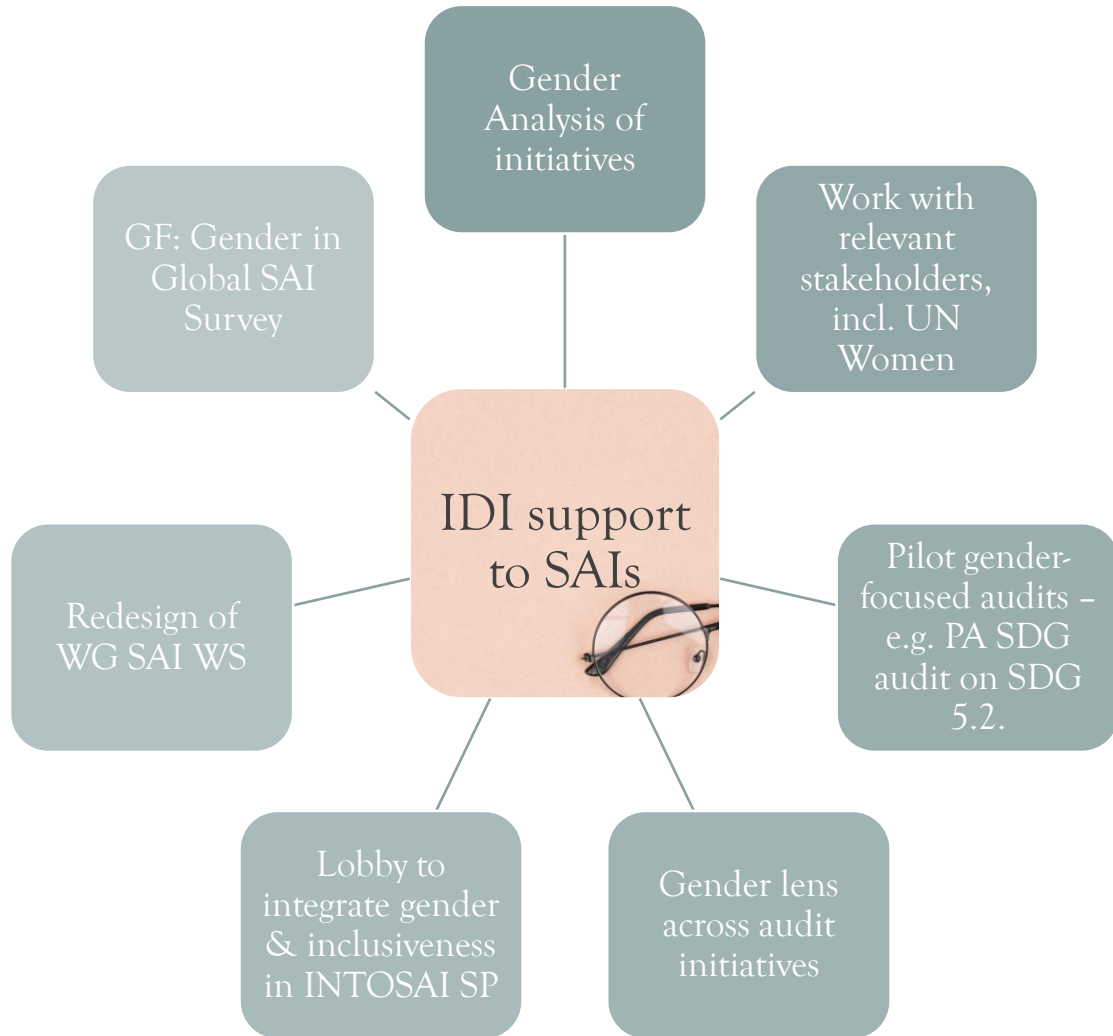 Gender
Analysis of
initiatives
Work with
relevant
stakeholders,
incl. UN
Women
Pilot gender-
focused audits –
e.g. PA SDG
audit on SDG
5.2.
Gender lens
across audit
initiatives
Lobby to
integrate gender
& inclusiveness
in INTOSAI SP
Redesign of
WG SAI WS
GF: Gender in
Global SAI
Survey
IDI support
to SAIs